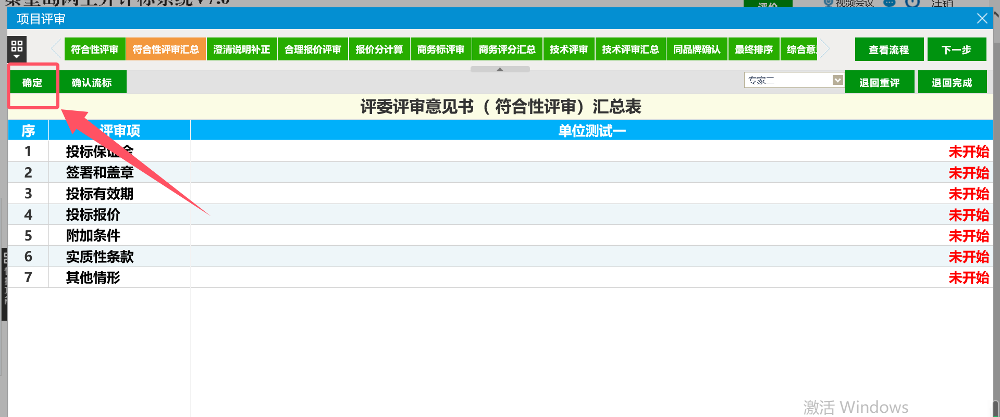 评价 视频会议 注销
项目评审
符合性评审 符合性评审汇总 澄清说明补正 合理报价评审 报价分计算 商务标评审 商务评分汇总 技术评审 技术评审汇总 同品牌确认 最终排序 综合意 查看流程 下一步
确定 确认流标 专家二 退回重评 退回完成
评委评审意见书（ 符合性评审）汇总表
序 评审项 单位测试一
1 投标保证金 未开始
2 签署和盖章 未开始
3 投标有效期 未开始
4 投标报价 未开始
5 附加条件 未开始
6 实质性条款 未开始
7 其他情形 未开始
激活 Windows